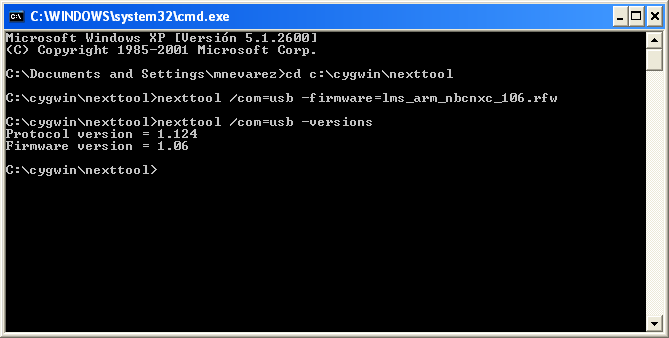 C:\WINDOWS\system32\cmd.exe
Microsoft Windows XP [Versión 5.1.2600]
(C) Copyright 1985-2001 Microsoft Corp.
C:\Documents and Settings\mnevarez>cd c:\cygwin\nexttool
C:\cygwin\nexttool>nexttool /com=usb -firmware=lms_arm_nbcnxc_106.rfw
C:\cygwin\nexttool>nexttool /com=usb -versions
Protocol version = 1.124
Firmware version = 1.06
C:\cygwin\nexttool>